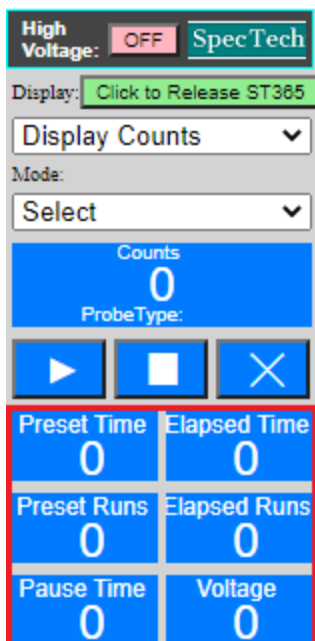 High
Voltage: OFF SpecTech
Display: Click to Release ST365
Display Counts
Mode:
Select
Counts
0
ProbeType:
Preset Time Elapsed Time
0 0
Preset Runs Elapsed Runs
0 0
Pause Time Voltage
0 0